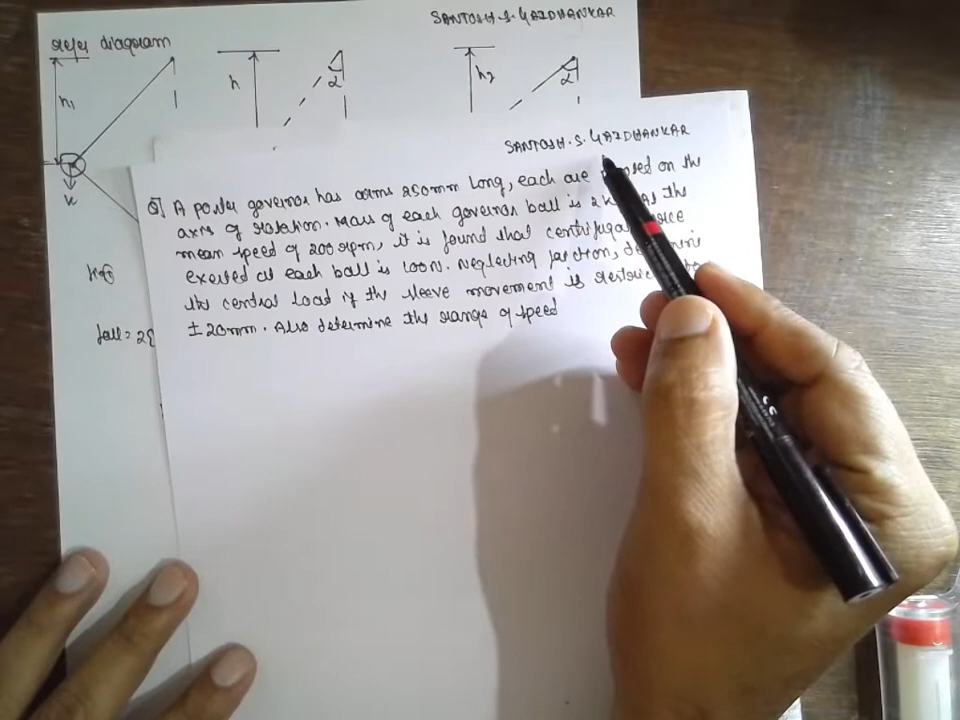 SANTOSH.S.GAIDHANKAR
refer diagram
h1
h
α
h2
α
SANTOSH.S.GAIDHANKAR
Q] A porter governor has arms 250mm long, each are on the
axis of rotation. Mass of each governor ball is 2 At the
mean speed of 200rpm, it is found that centrifugal
exerted at each ball is 100N. Neglecting friction,
the central load if the sleeve movement is
± 20mm. Also determine the range of speed